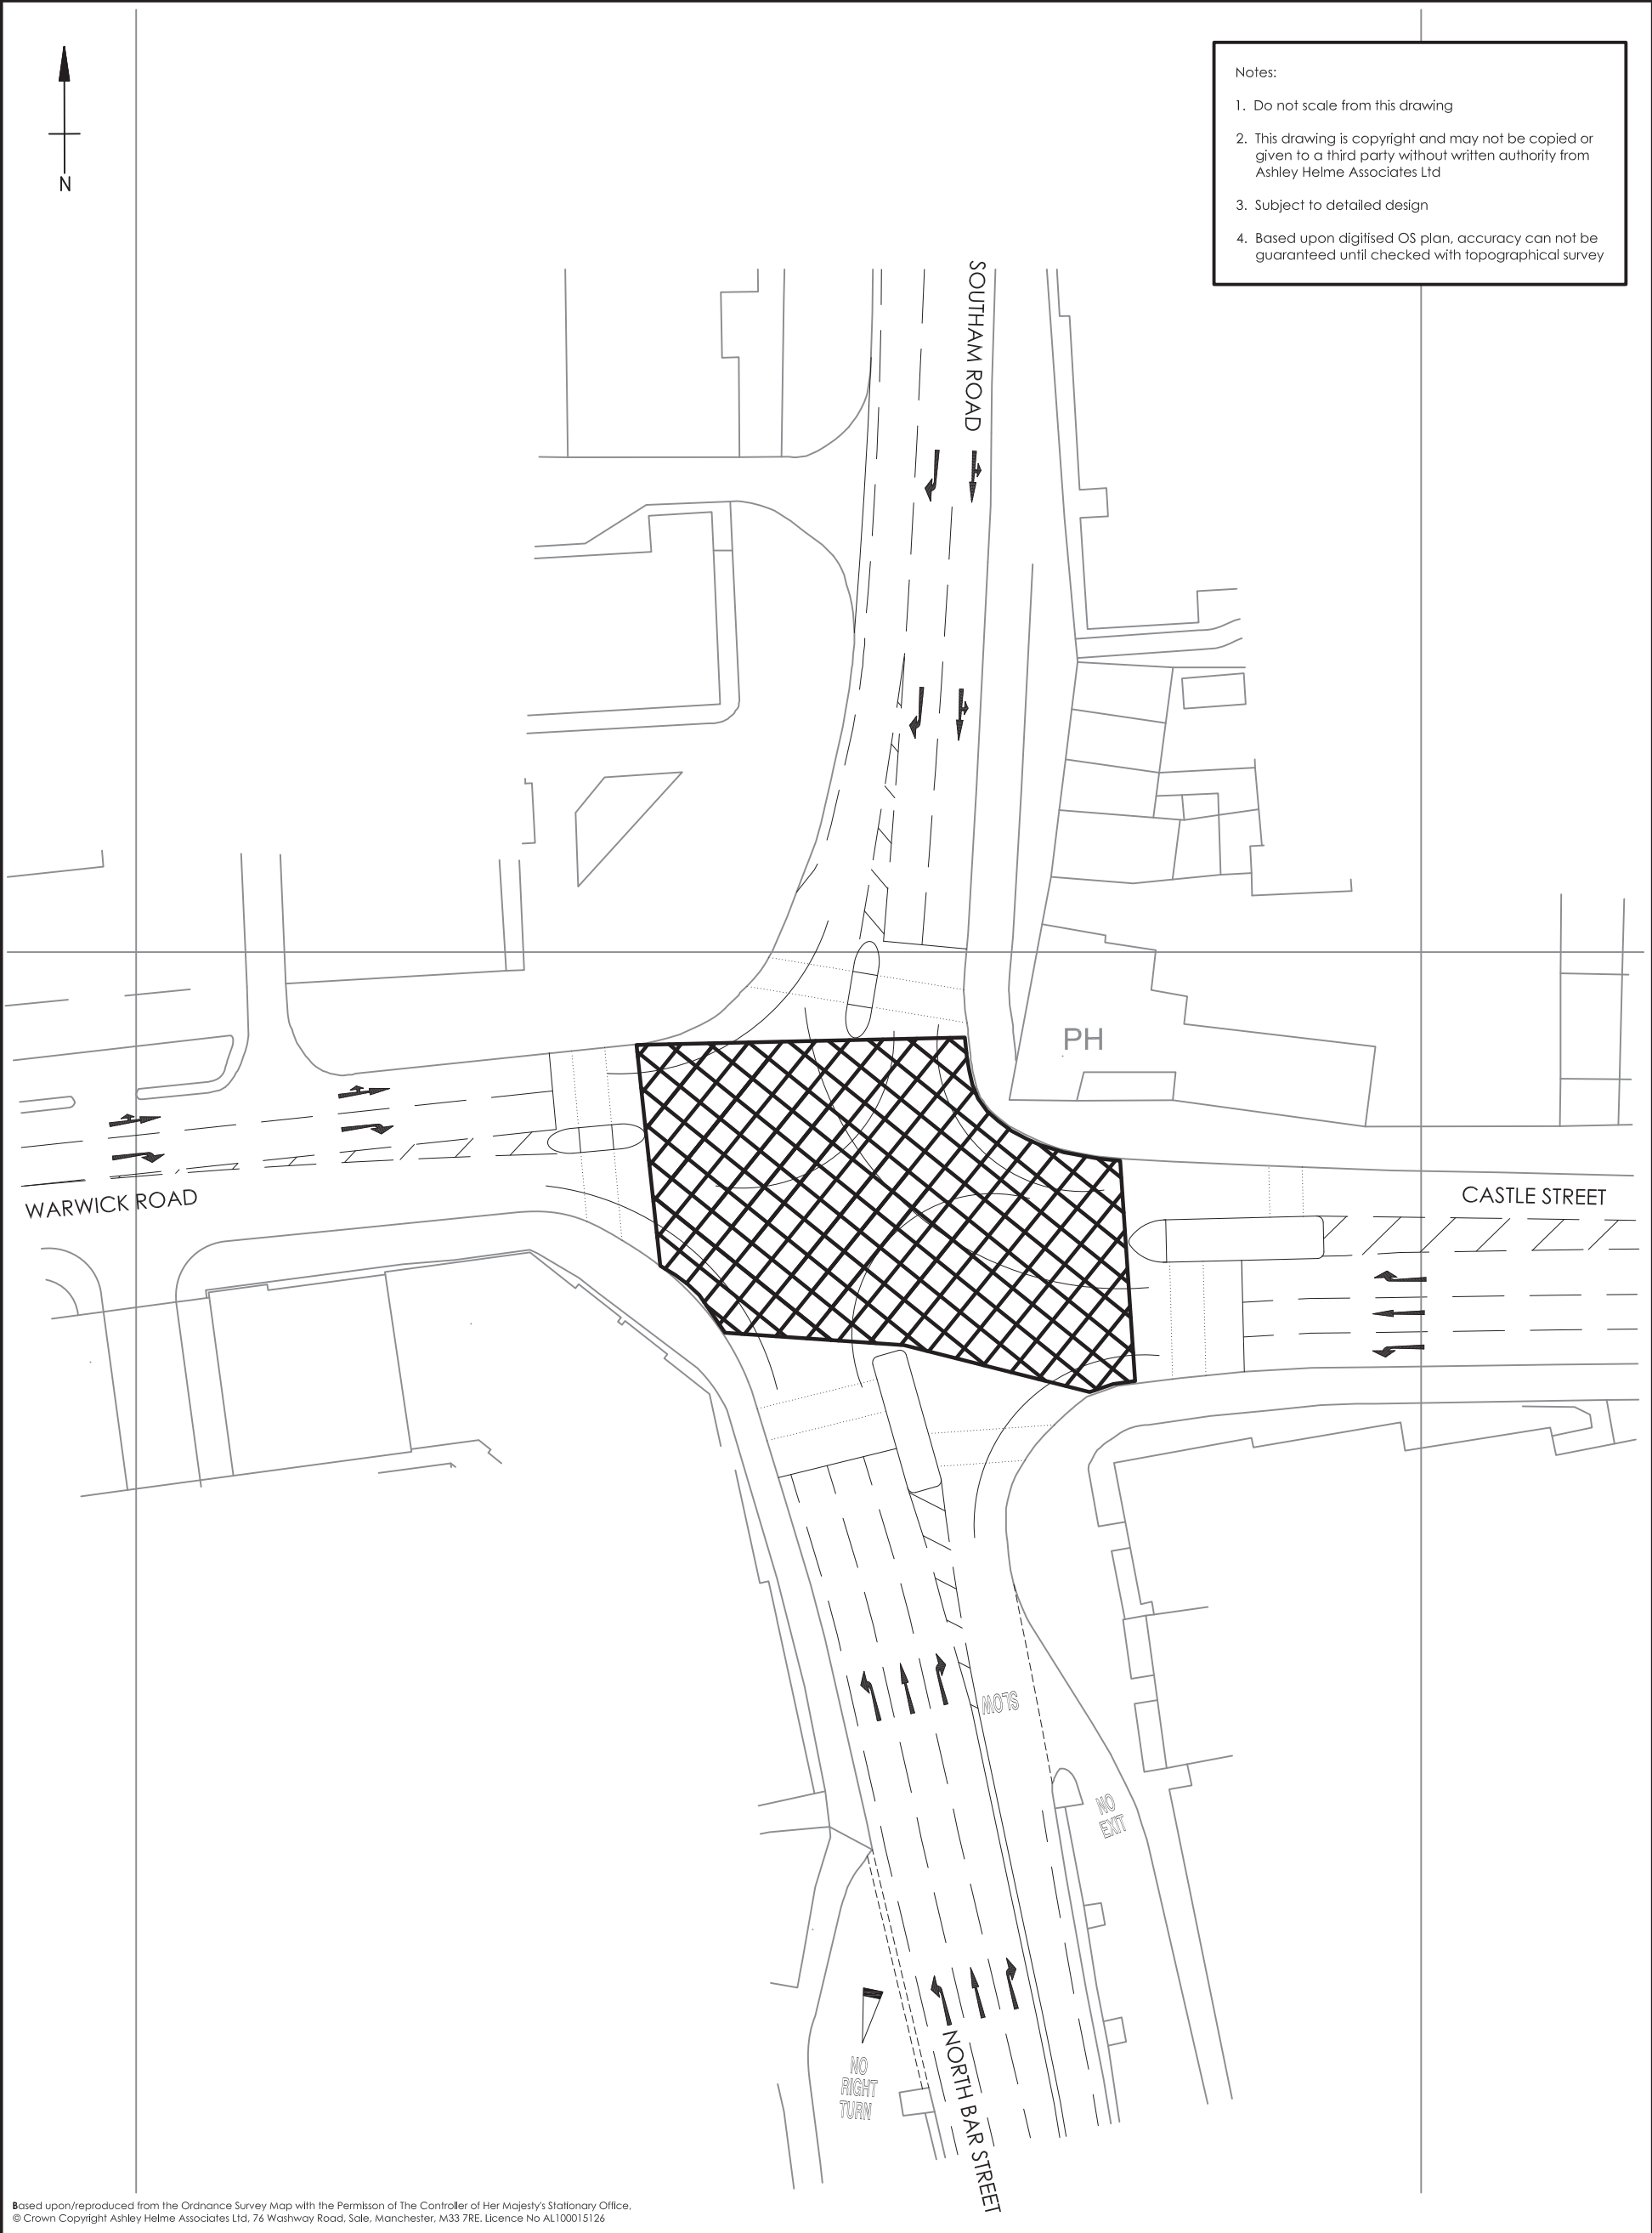 Notes:
1. Do not scale from this drawing
2. This drawing is copyright and may not be copied or
given to a third party without written authority from
Ashley Helme Associates Ltd
3. Subject to detailed design
4. Based upon digitised OS plan, accuracy can not be
guaranteed until checked with topographical survey
N
SOUTHAM ROAD
PH
WARWICK ROAD
CASTLE STREET
SLOW
NO
EXIT
NO
RIGHT
TURN
NORTH BAR STREET
Based upon/reproduced from the Ordnance Survey Map with the Permisson of The Controller of Her Majesty's Stationary Office,
© Crown Copyright Ashley Helme Associates Ltd, 76 Washway Road, Sale, Manchester, M33 7RE. Licence No AL100015126